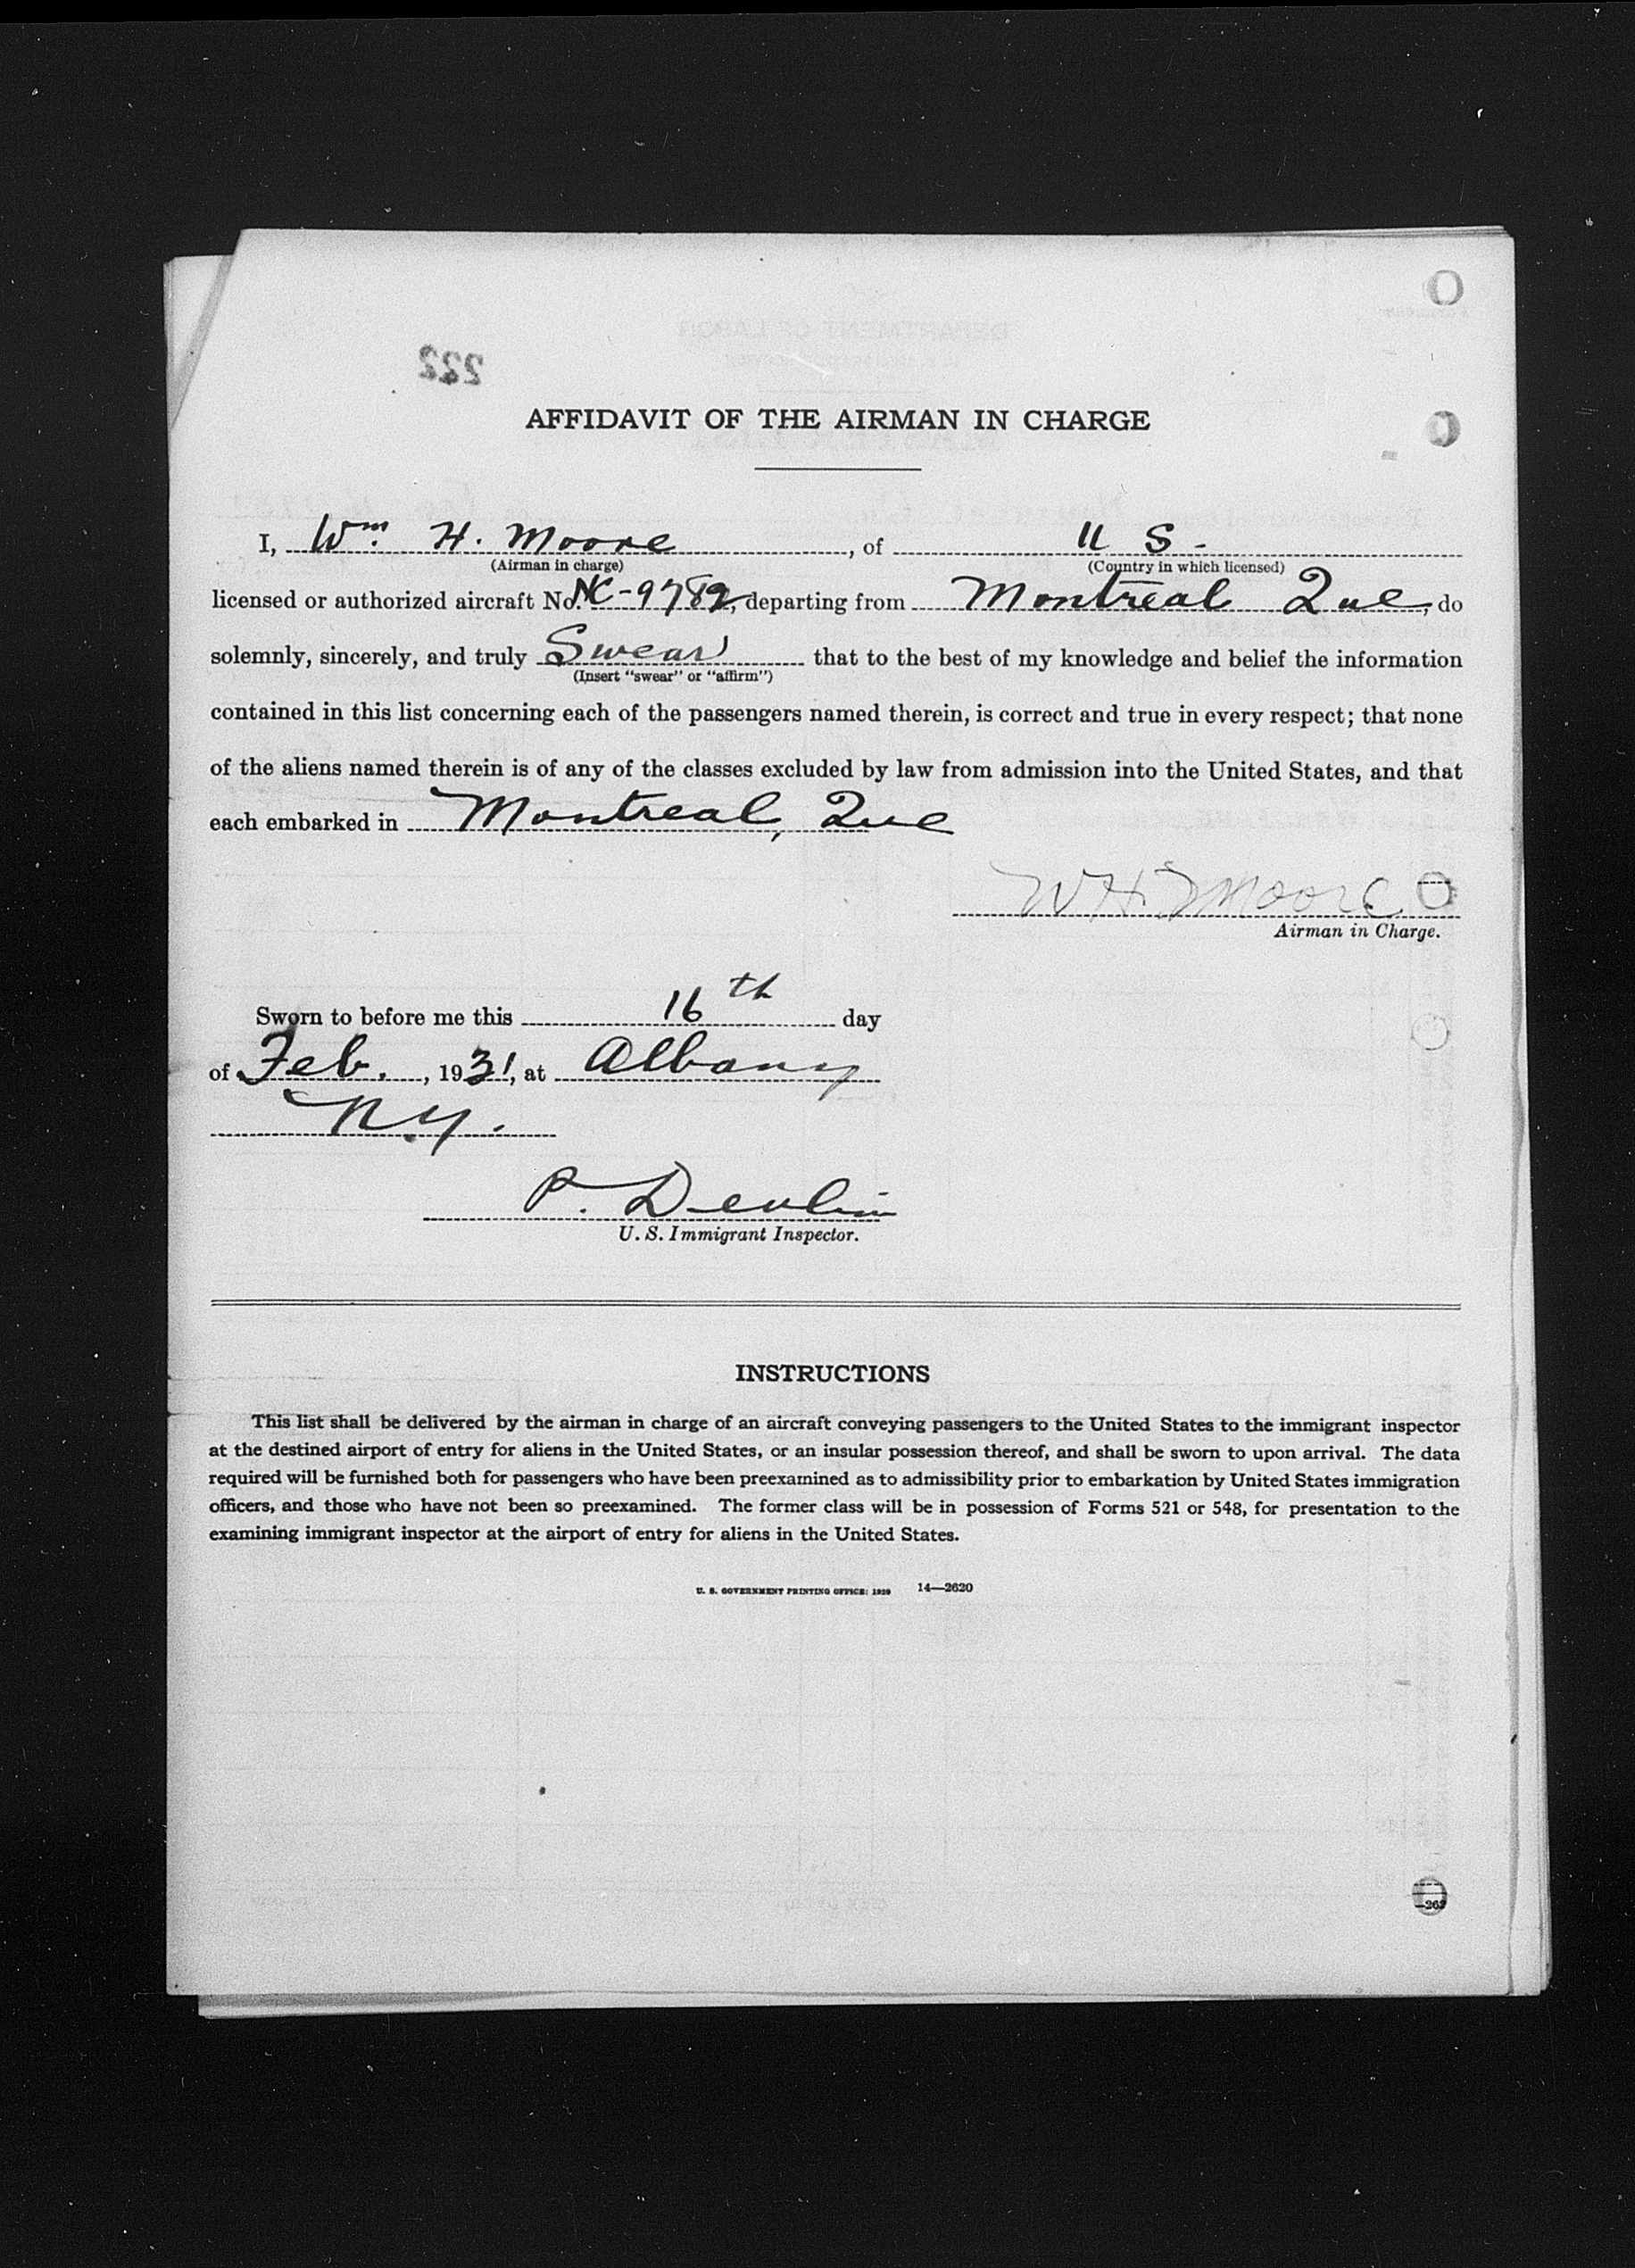 222
AFFIDAVIT OF THE AIRMAN IN CHARGE
I, Wm. H. Moore, of U S -
(Airman in charge) (Country in which licensed)
licensed or authorized aircraft No. NC-9782, departing from Montreal Que, do
solemnly, sincerely, and truly Swear that to the best of my knowledge and belief the information
(Insert "swear" or "affirm")
contained in this list concerning each of the passengers named therein, is correct and true in every respect; that none
of the aliens named therein is of any of the classes excluded by law from admission into the United States, and that
each embarked in Montreal, Que
W H Moore
Airman in Charge.
Sworn to before me this 16th day
of Feb., 1931, at Albany
N.Y.
P. Devlin
U. S. Immigrant Inspector.
INSTRUCTIONS
This list shall be delivered by the airman in charge of an aircraft conveying passengers to the United States to the immigrant inspector
at the destined airport of entry for aliens in the United States, or an insular possession thereof, and shall be sworn to upon arrival. The data
required will be furnished both for passengers who have been preexamined as to admissibility prior to embarkation by United States immigration
officers, and those who have not been so preexamined. The former class will be in possession of Forms 521 or 548, for presentation to the
examining immigrant inspector at the airport of entry for aliens in the United States.
U. S. GOVERNMENT PRINTING OFFICE: 1929 14—2620